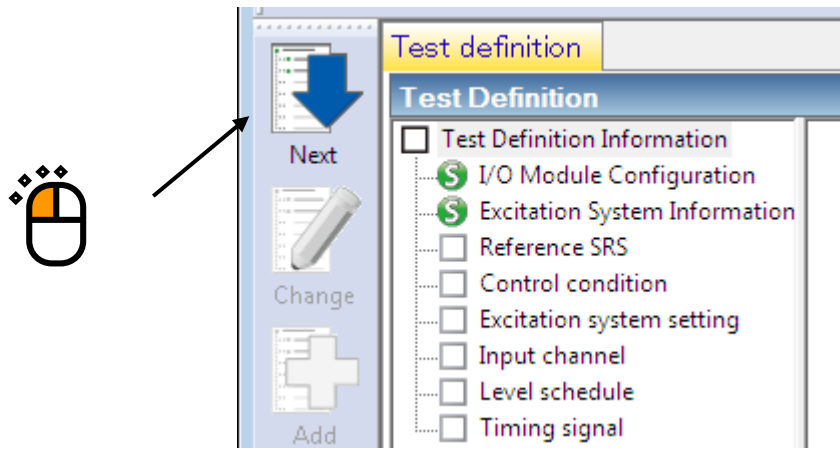 Test definition
Next
Change
Add
Test Definition
Test Definition Information
S I/O Module Configuration
S Excitation System Information
Reference SRS
Control condition
Excitation system setting
Input channel
Level schedule
Timing signal